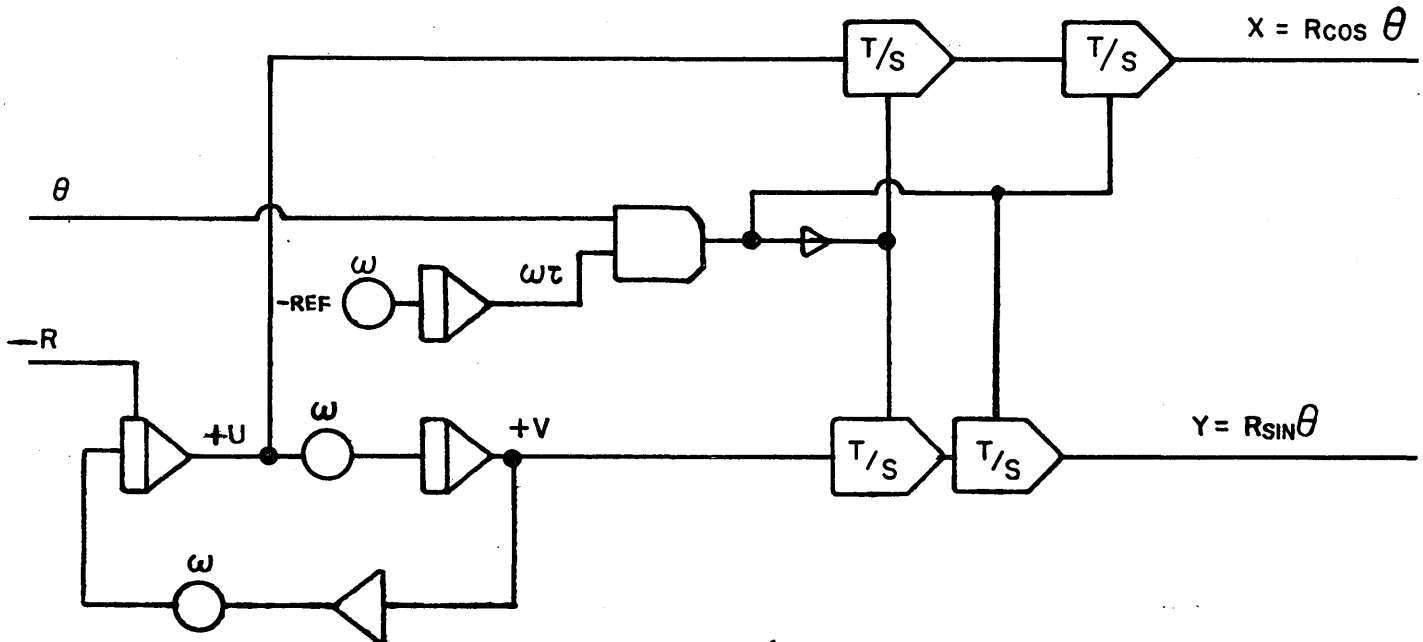 T/S
T/S
X = Rcos θ
θ
ω
-REF
ωτ
—R
+U
ω
+V
T/S
T/S
Y = RSINθ
ω